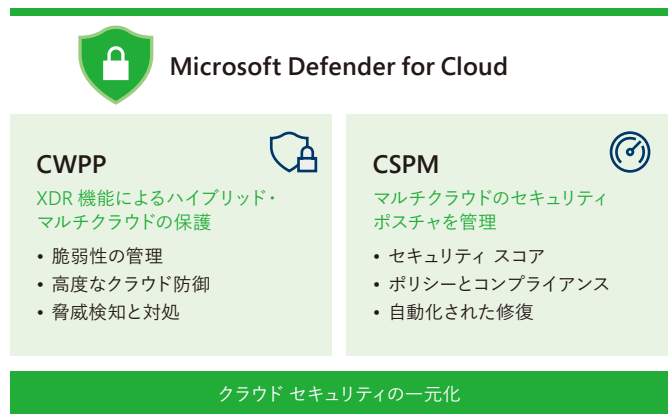 Microsoft Defender for Cloud
CWPP
XDR 機能によるハイブリッド・
マルチクラウドの保護
• 脆弱性の管理
• 高度なクラウド防御
• 脅威検知と対処
CSPM
マルチクラウドのセキュリティ
ポスチャを管理
• セキュリティ スコア
• ポリシーとコンプライアンス
• 自動化された修復
クラウド セキュリティの一元化